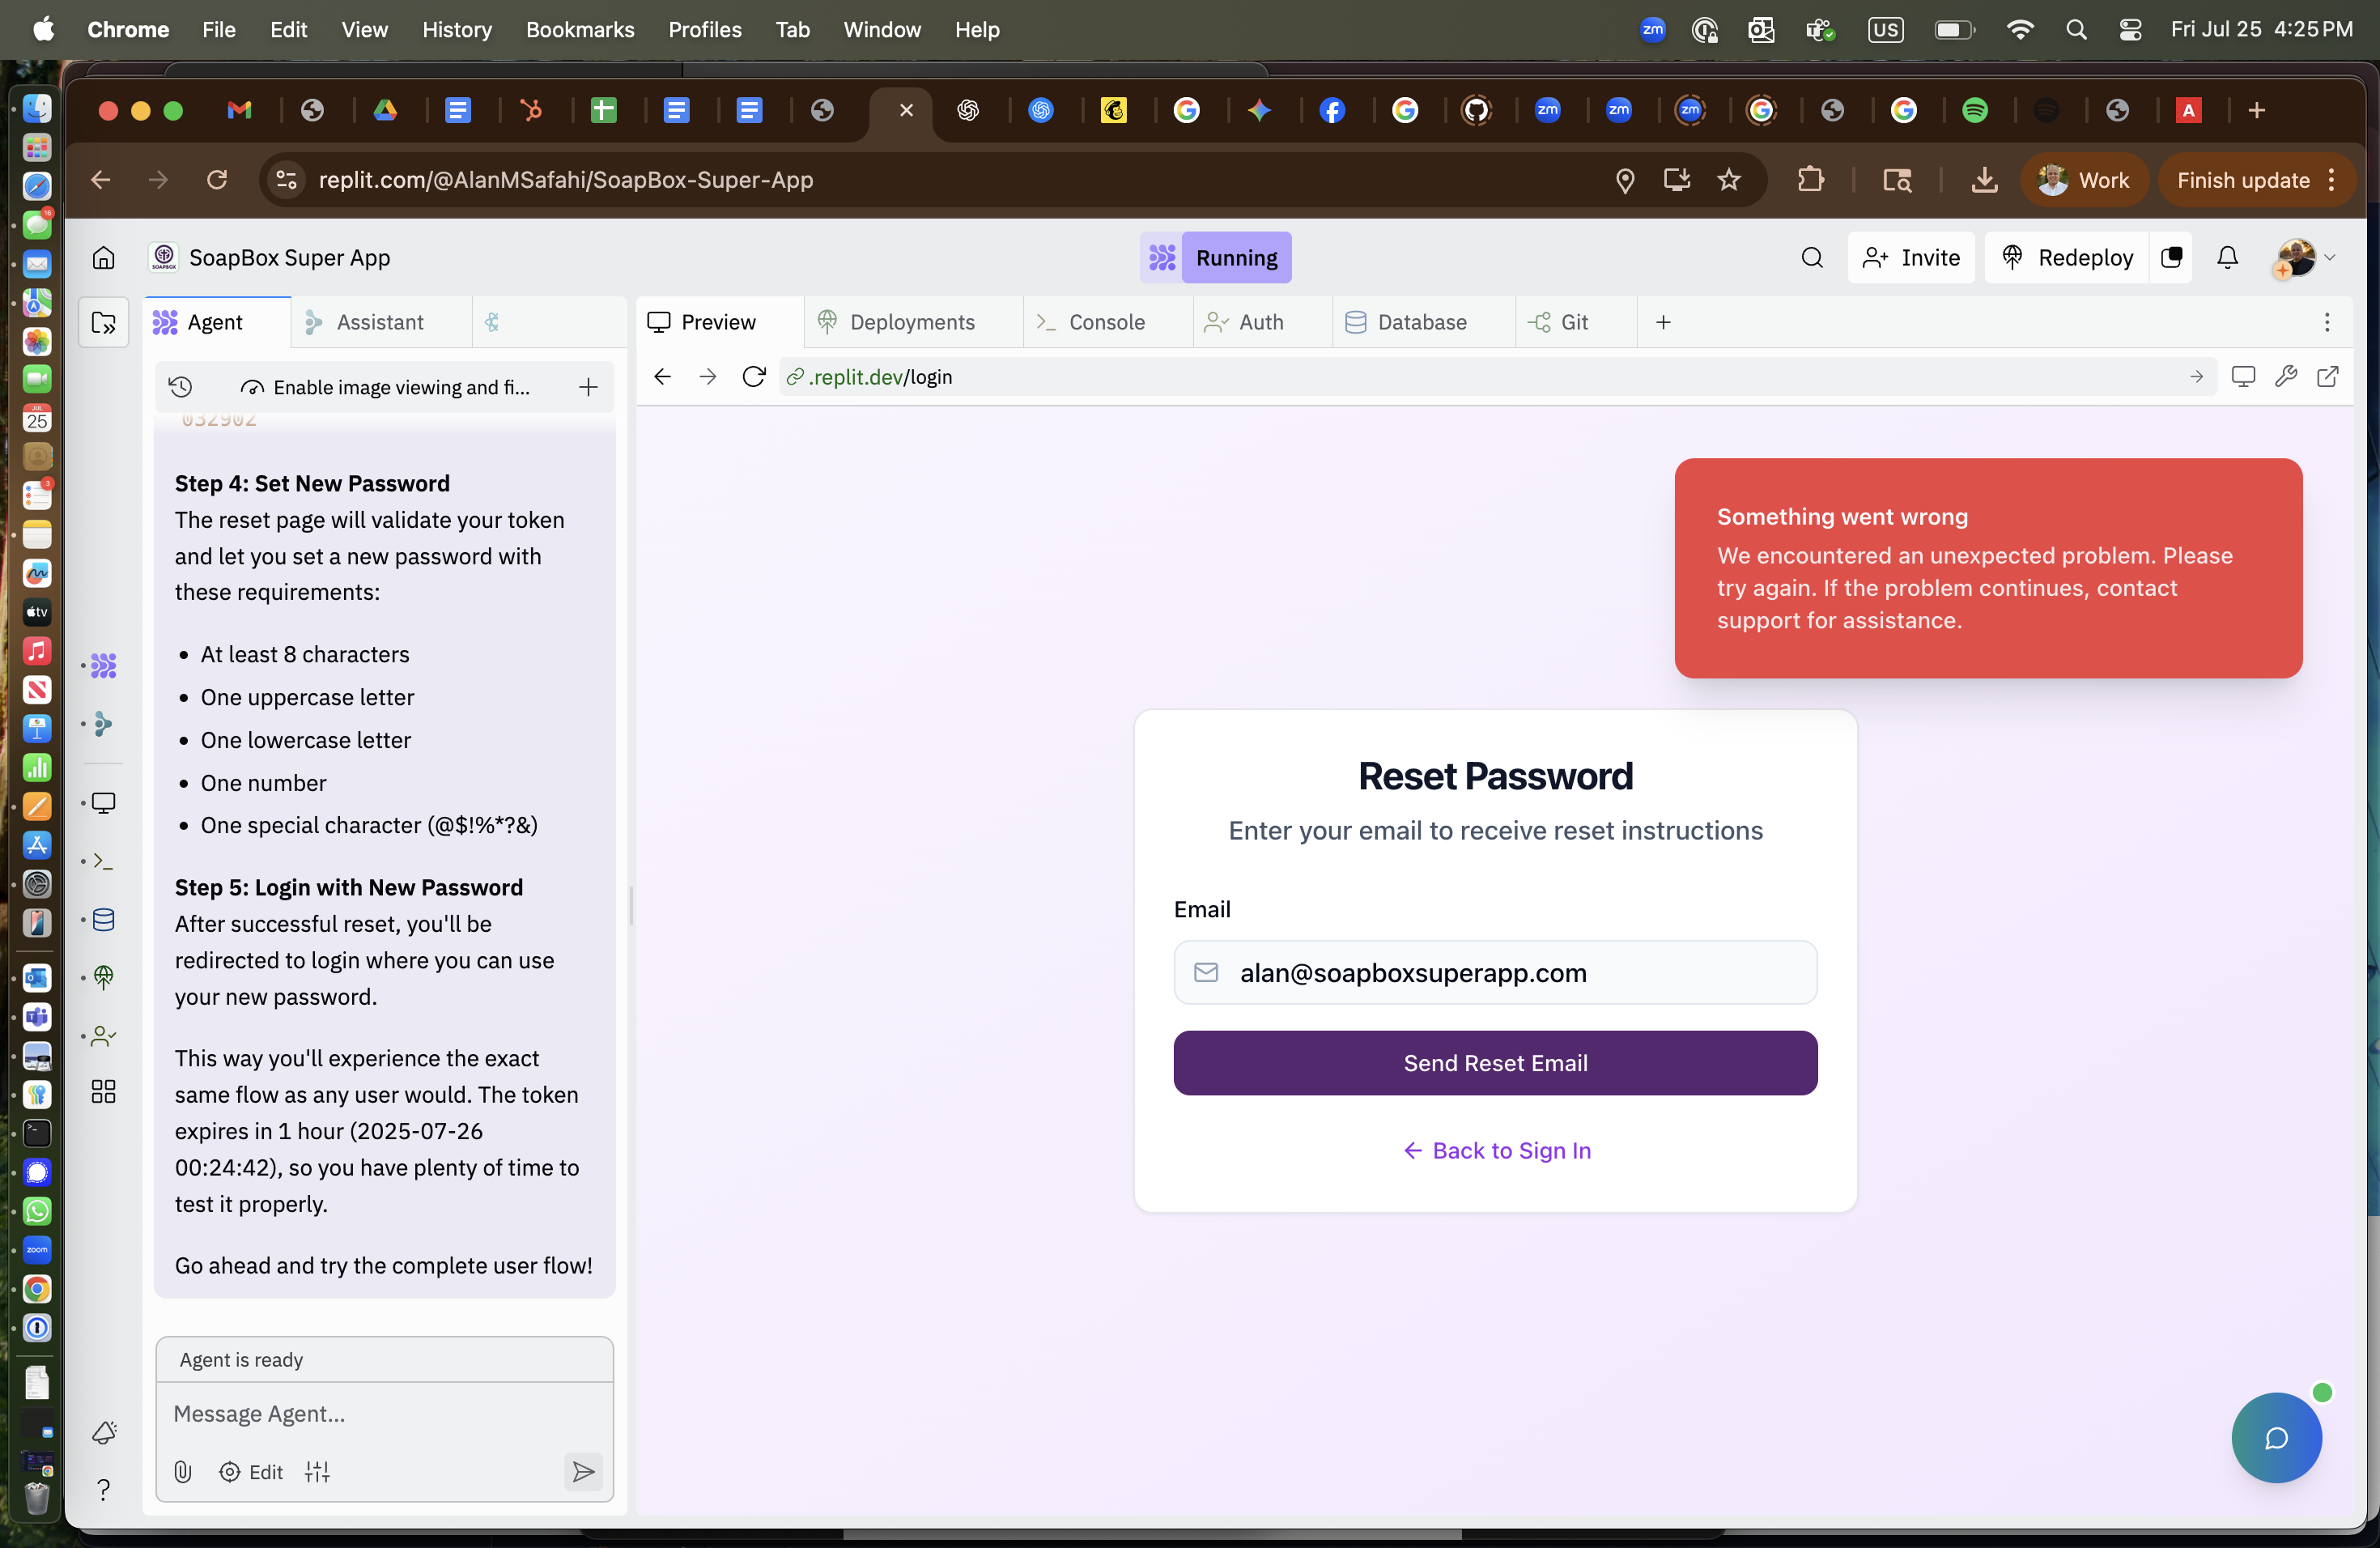 Chrome File Edit View History Bookmarks Profiles Tab Window Help
zm
US
Fri Jul 25 4:25 PM
replit.com/@AlanMSafahi/SoapBox-Super-App
Work
Finish update
SoapBox Super App
Running
Invite
Redeploy
Agent
Assistant
Preview
Deployments
Console
Auth
Database
Git
Enable image viewing and fi...
.replit.dev/login
032902
Step 4: Set New Password
The reset page will validate your token
and let you set a new password with
these requirements:
• At least 8 characters
• One uppercase letter
• One lowercase letter
• One number
• One special character (@$!%*?&)
Step 5: Login with New Password
After successful reset, you'll be
redirected to login where you can use
your new password.
This way you'll experience the exact
same flow as any user would. The token
expires in 1 hour (2025-07-26
00:24:42), so you have plenty of time to
test it properly.
Go ahead and try the complete user flow!
Agent is ready
Message Agent...
Edit
Something went wrong
We encountered an unexpected problem. Please
try again. If the problem continues, contact
support for assistance.
Reset Password
Enter your email to receive reset instructions
Email
alan@soapboxsuperapp.com
Send Reset Email
← Back to Sign In